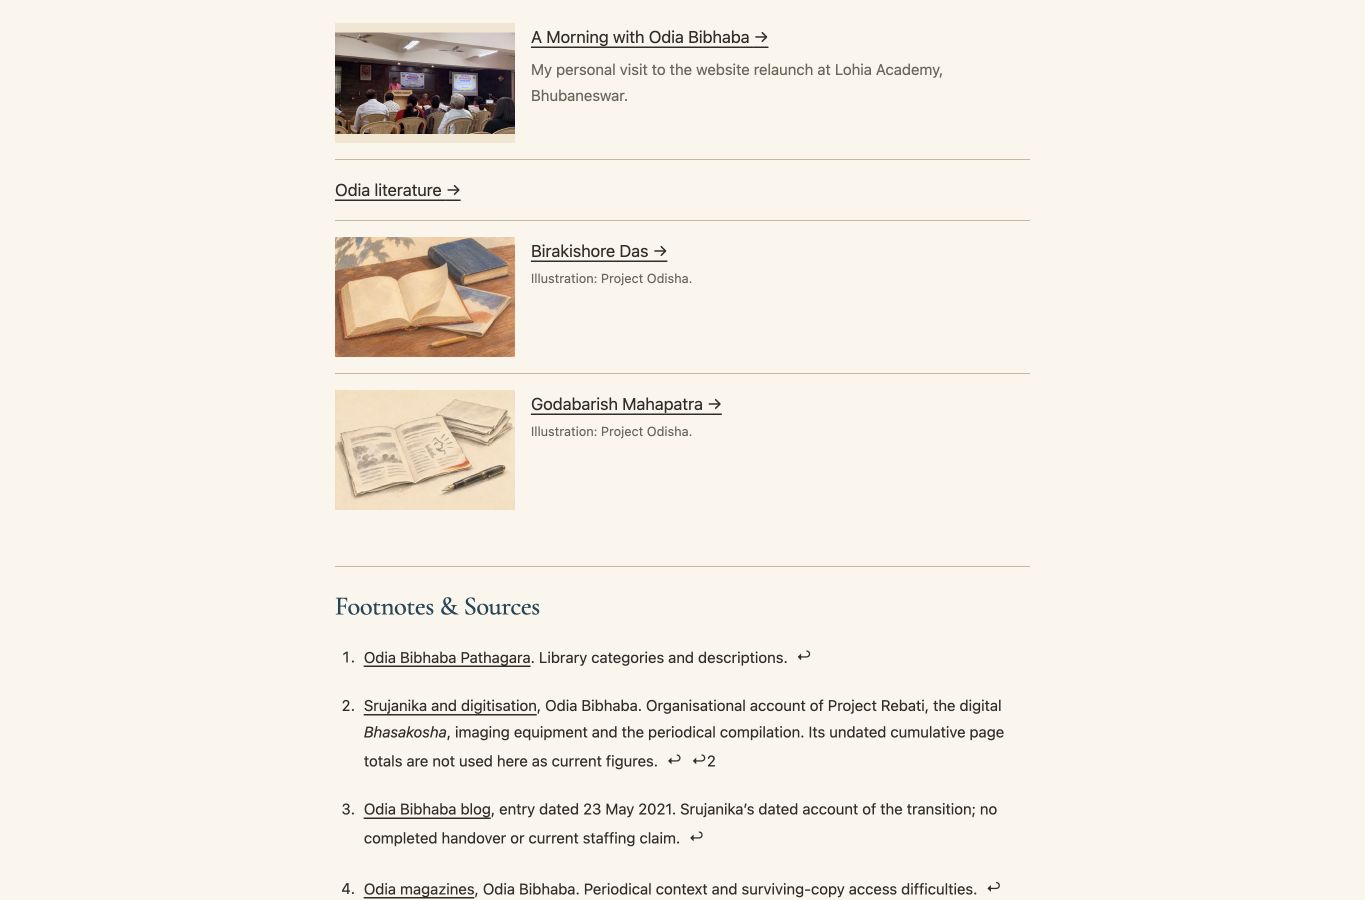 A Morning with Odia Bibhaba →
My personal visit to the website relaunch at Lohia Academy,
Bhubaneswar.
Odia literature →
Birakishore Das →
Illustration: Project Odisha.
Godabarish Mahapatra →
Illustration: Project Odisha.
Footnotes & Sources
1. Odia Bibhaba Pathagara. Library categories and descriptions. ↩
2. Srujanika and digitisation, Odia Bibhaba. Organisational account of Project Rebati, the digital
Bhasakosha, imaging equipment and the periodical compilation. Its undated cumulative page
totals are not used here as current figures. ↩ ↩2
3. Odia Bibhaba blog, entry dated 23 May 2021. Srujanika’s dated account of the transition; no
completed handover or current staffing claim. ↩
4. Odia magazines, Odia Bibhaba. Periodical context and surviving-copy access difficulties. ↩